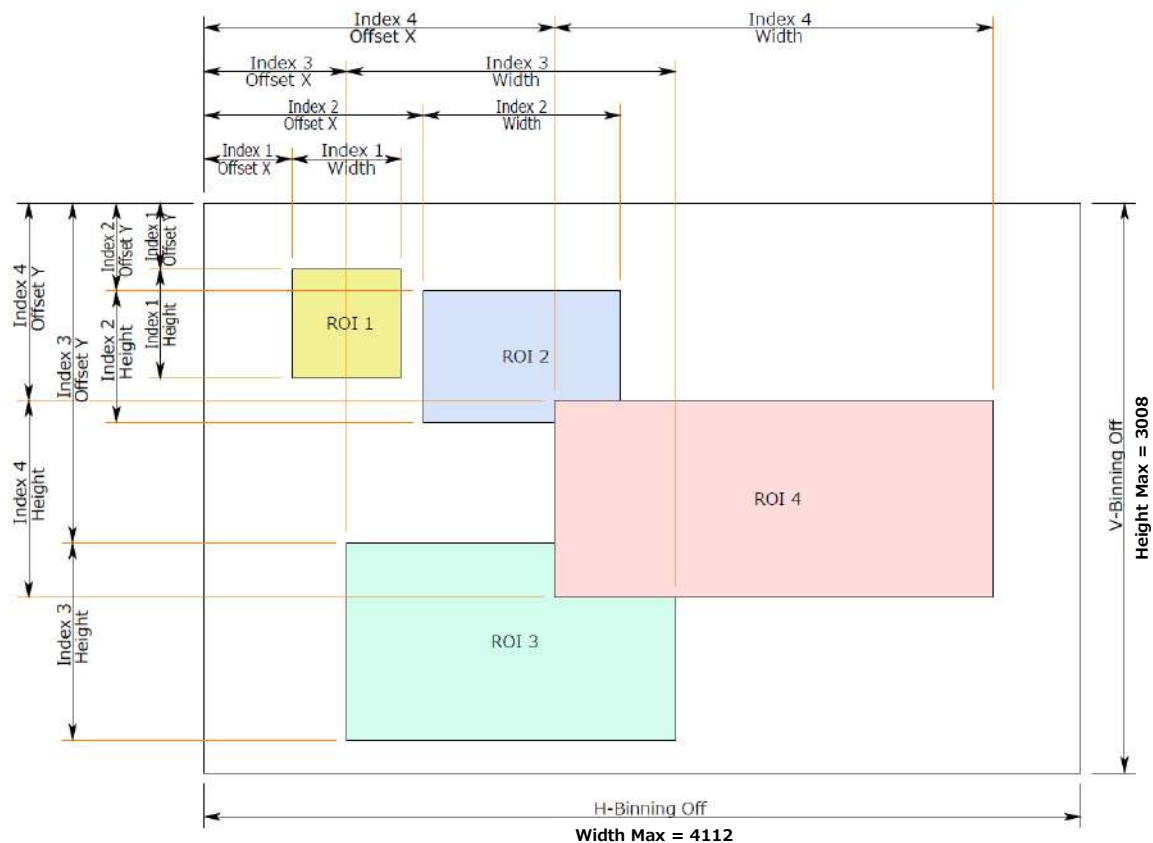 Index 4
Offset X
Index 4
Width
Index 3
Offset X
Index 3
Width
Index 2
Offset X
Index 2
Width
Index 1
Offset X
Index 1
Width
Index 4
Offset Y
Index 3
Offset Y
Index 2
Offset Y
Index 1
Offset Y
Index 2
Height
Index 1
Height
Index 4
Height
Index 3
Height
ROI 1
ROI 2
ROI 4
ROI 3
V-Binning Off
Height Max = 3008
H-Binning Off
Width Max = 4112